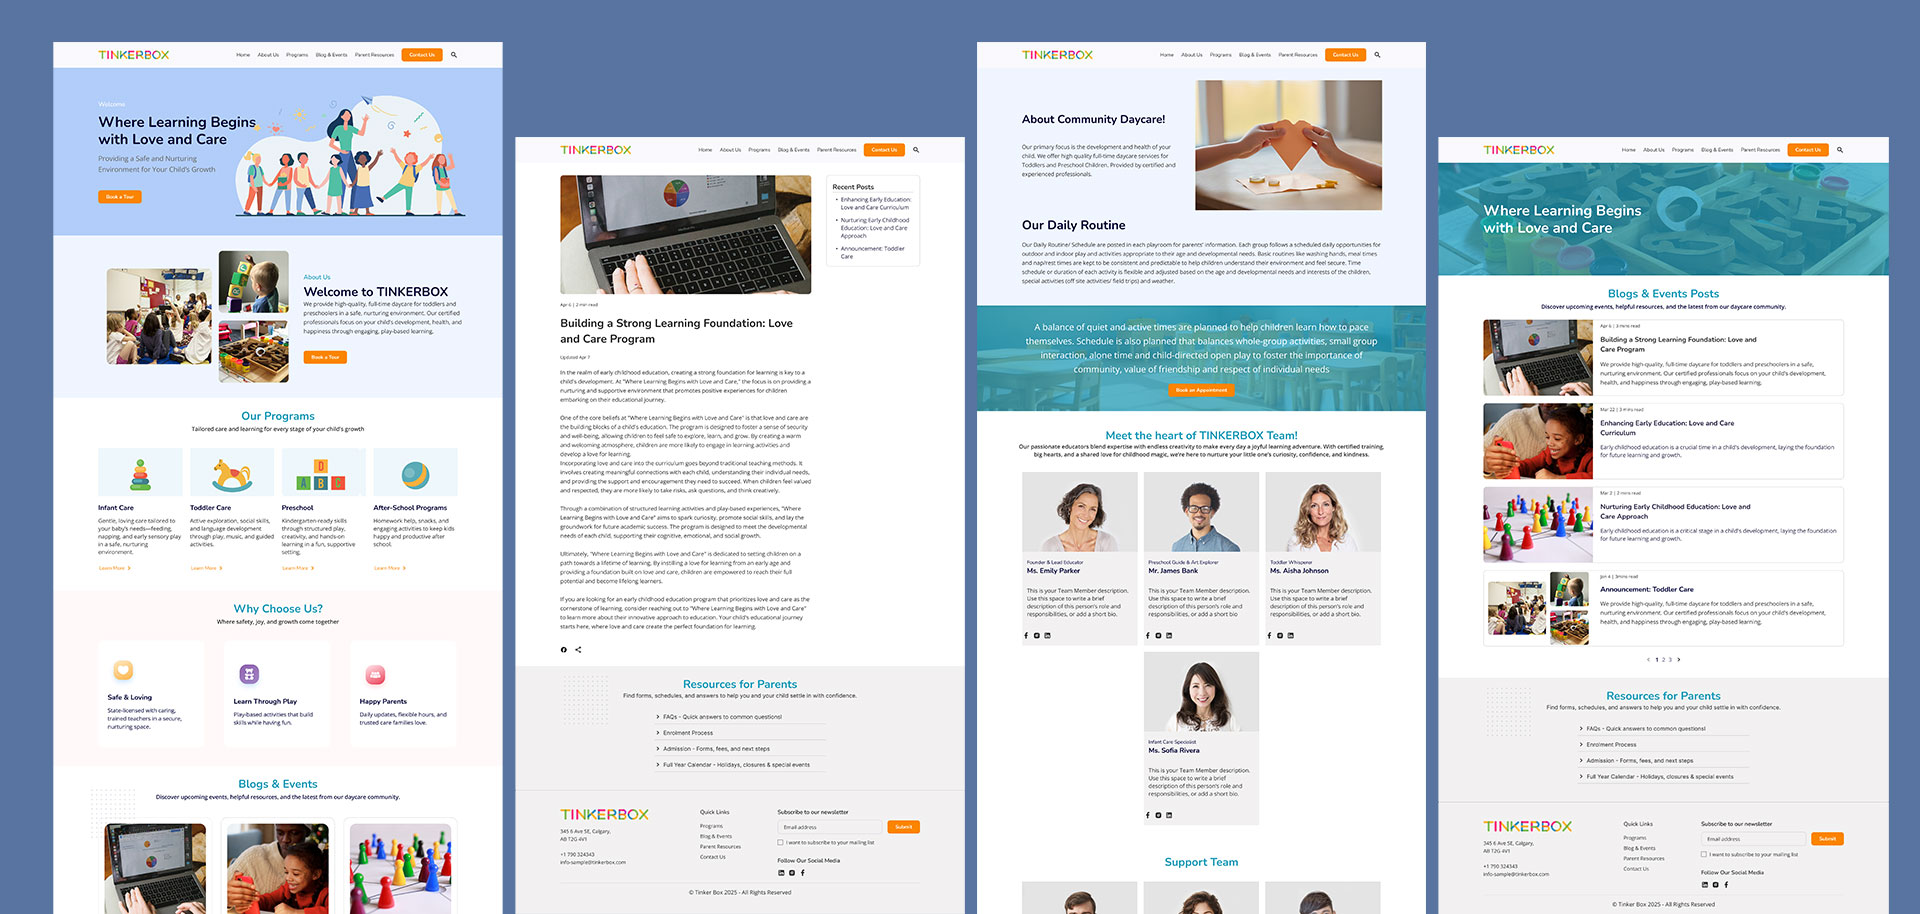 TINKERBOX
Home About Us Programs Blog & Events Parent Resources Contact Us
Welcome
Where Learning Begins
with Love and Care
Providing a Safe and Nurturing
Environment for Your Child's Growth
Book a Tour
About Us
Welcome to TINKERBOX
We provide high-quality, full-time daycare for toddlers and
preschoolers in a safe, nurturing environment. Our certified
professionals focus on your child's development, health, and
happiness through engaging, play-based learning.
Book a Tour
Our Programs
Tailored care and learning for every stage of your child's growth
D
A B C
Infant Care
Gentle, loving care tailored to
your baby's needs—feeding,
napping, and early sensory play
in a safe, nurturing
environment.
Learn More
Toddler Care
Active exploration, social skills,
and language development
through play, music, and guided
activities.
Learn More
Preschool
Kindergarten-ready skills
through structured play,
creativity, and hands-on
learning in a fun, supportive
setting.
Learn More
After-School Programs
Homework help, snacks, and
engaging activities to keep kids
happy and productive after
school.
Learn More
Why Choose Us?
Where safety, joy, and growth come together
Safe & Loving
State-licensed with caring,
trained teachers in a secure,
nurturing space.
Learn Through Play
Play-based activities that build
skills while having fun.
Happy Parents
Daily updates, flexible hours, and
trusted care families love.
Blogs & Events
Discover upcoming events, helpful resources, and the latest from our daycare community.
TINKERBOX
Home About Us Programs Blog & Events Parent Resources Contact Us
Recent Posts
• Enhancing Early Education:
Love and Care Curriculum
• Nurturing Early Childhood
Education: Love and Care
Approach
• Announcement: Toddler
Care
Apr 6 | 2 min read
Building a Strong Learning Foundation: Love
and Care Program
Updated Apr 7
In the realm of early childhood education, creating a strong foundation for learning is key to a
child's development. At "Where Learning Begins with Love and Care," the focus is on providing a
nurturing and supportive environment that promotes positive experiences for children
embarking on their educational journey.
One of the core beliefs at "Where Learning Begins with Love and Care" is that love and care are
the building blocks of a child's education. The program is designed to foster a sense of security
and well-being, allowing children to feel safe to explore, learn, and grow. By creating a warm
and welcoming atmosphere, children are more likely to engage in learning activities and
develop a love for learning.
Incorporating love and care into the curriculum goes beyond traditional teaching methods. It
involves creating meaningful connections with each child, understanding their individual needs,
and providing the support and encouragement they need to succeed. When children feel valued
and respected, they are more likely to take risks, ask questions, and think creatively.
Through a combination of structured learning activities and play-based experiences, "Where
Learning Begins with Love and Care" aims to spark curiosity, promote social skills, and lay the
groundwork for future academic success. The program is designed to meet the developmental
needs of each child, supporting their cognitive, emotional, and social growth.
Ultimately, "Where Learning Begins with Love and Care" is dedicated to setting children on a
path towards a lifetime of learning. By instilling a love for learning from an early age and
providing a foundation built on love and care, children are empowered to reach their full
potential and become lifelong learners.
If you are looking for an early childhood education program that prioritizes love and care as the
cornerstone of learning, consider reaching out to "Where Learning Begins with Love and Care"
to learn more about their innovative approach to education. Your child's educational journey
starts here, where love and care create the perfect foundation for learning.
Resources for Parents
Find forms, schedules, and answers to help you and your child settle in with confidence.
FAQs - Quick answers to common questions!
Enrolment Process
Admission - Forms, fees, and next steps
Full Year Calendar - Holidays, closures & special events
TINKERBOX
345 6 Ave SE, Calgary,
AB T2G 4V1
+1 790 324343
info-sample@tinkerbox.com
Quick Links
Programs
Blog & Events
Parent Resources
Contact Us
Subscribe to our newsletter
Email address Submit
I want to subscribe to your mailing list
Follow Our Social Media
© Tinker Box 2025 - All Rights Reserved
TINKERBOX
Home About Us Programs Blog & Events Parent Resources Contact Us
About Community Daycare!
Our primary focus is the development and health of your
child. We offer high quality full-time daycare services for
Toddlers and Preschool Children. Provided by certified and
experienced professionals.
Our Daily Routine
Our Daily Routine/ Schedule are posted in each playroom for parents' information. Each group follows a scheduled daily opportunities for
outdoor and indoor play and activities appropriate to their age and developmental needs. Basic routines like washing hands, meal times
and nap/rest times are kept to be consistent and predictable to help children understand their environment and feel secure. Time
schedule or duration of each activity is flexible and adjusted based on the age and developmental needs and interests of the children,
special activities (off site activities/ field trips) and weather.
A balance of quiet and active times are planned to help children learn how to pace
themselves. Schedule is also planned that balances whole-group activities, small group
interaction, alone time and child-directed open play to foster the importance of
community, value of friendship and respect of individual needs
Book an Appointment
Meet the heart of TINKERBOX Team!
Our passionate educators blend expertise with endless creativity to make every day a joyful learning adventure. With certified training,
big hearts, and a shared love for childhood magic, we're here to nurture your little one's curiosity, confidence, and kindness.
Founder & Lead Educator
Ms. Emily Parker
This is your Team Member description.
Use this space to write a brief
description of this person's role and
responsibilities, or add a short bio.
Preschool Guide & Art Explorer
Mr. James Bank
This is your Team Member description.
Use this space to write a brief
description of this person's role and
responsibilities, or add a short bio.
Toddler Whisperer
Ms. Aisha Johnson
This is your Team Member description.
Use this space to write a brief
description of this person's role and
responsibilities, or add a short bio.
Infant Care Specialist
Ms. Sofia Rivera
This is your Team Member description.
Use this space to write a brief
description of this person's role and
responsibilities, or add a short bio.
Support Team
TINKERBOX
Home About Us Programs Blog & Events Parent Resources Contact Us
Where Learning Begins
with Love and Care
Blogs & Events Posts
Discover upcoming events, helpful resources, and the latest from our daycare community.
Apr 6 | 3 mins read
Building a Strong Learning Foundation: Love and
Care Program
We provide high-quality, full-time daycare for toddlers and preschoolers in a safe,
nurturing environment. Our certified professionals focus on your child's development,
health, and happiness through engaging, play-based learning.
Mar 22 | 3 mins read
Enhancing Early Education: Love and Care
Curriculum
Early childhood education is a crucial time in a child's development, laying the foundation
for future learning and growth.
Mar 3 | 2 mins read
Nurturing Early Childhood Education: Love and
Care Approach
Early childhood education is a critical stage in a child's development, laying the foundation
for future learning and growth.
Jan 4 | 3mins read
Announcement: Toddler Care
We provide high-quality, full-time daycare for toddlers and preschoolers in a safe,
nurturing environment. Our certified professionals focus on your child's development,
health, and happiness through engaging, play-based learning.
< 1 2 3 >
Resources for Parents
Find forms, schedules, and answers to help you and your child settle in with confidence.
FAQs - Quick answers to common questions!
Enrolment Process
Admission - Forms, fees, and next steps
Full Year Calendar - Holidays, closures & special events
TINKERBOX
345 6 Ave SE, Calgary,
AB T2G 4V1
+1 790 324343
info-sample@tinkerbox.com
Quick Links
Programs
Blog & Events
Parent Resources
Contact Us
Subscribe to our newsletter
Email address Submit
I want to subscribe to your mailing list
Follow Our Social Media
© Tinker Box 2025 - All Rights Reserved